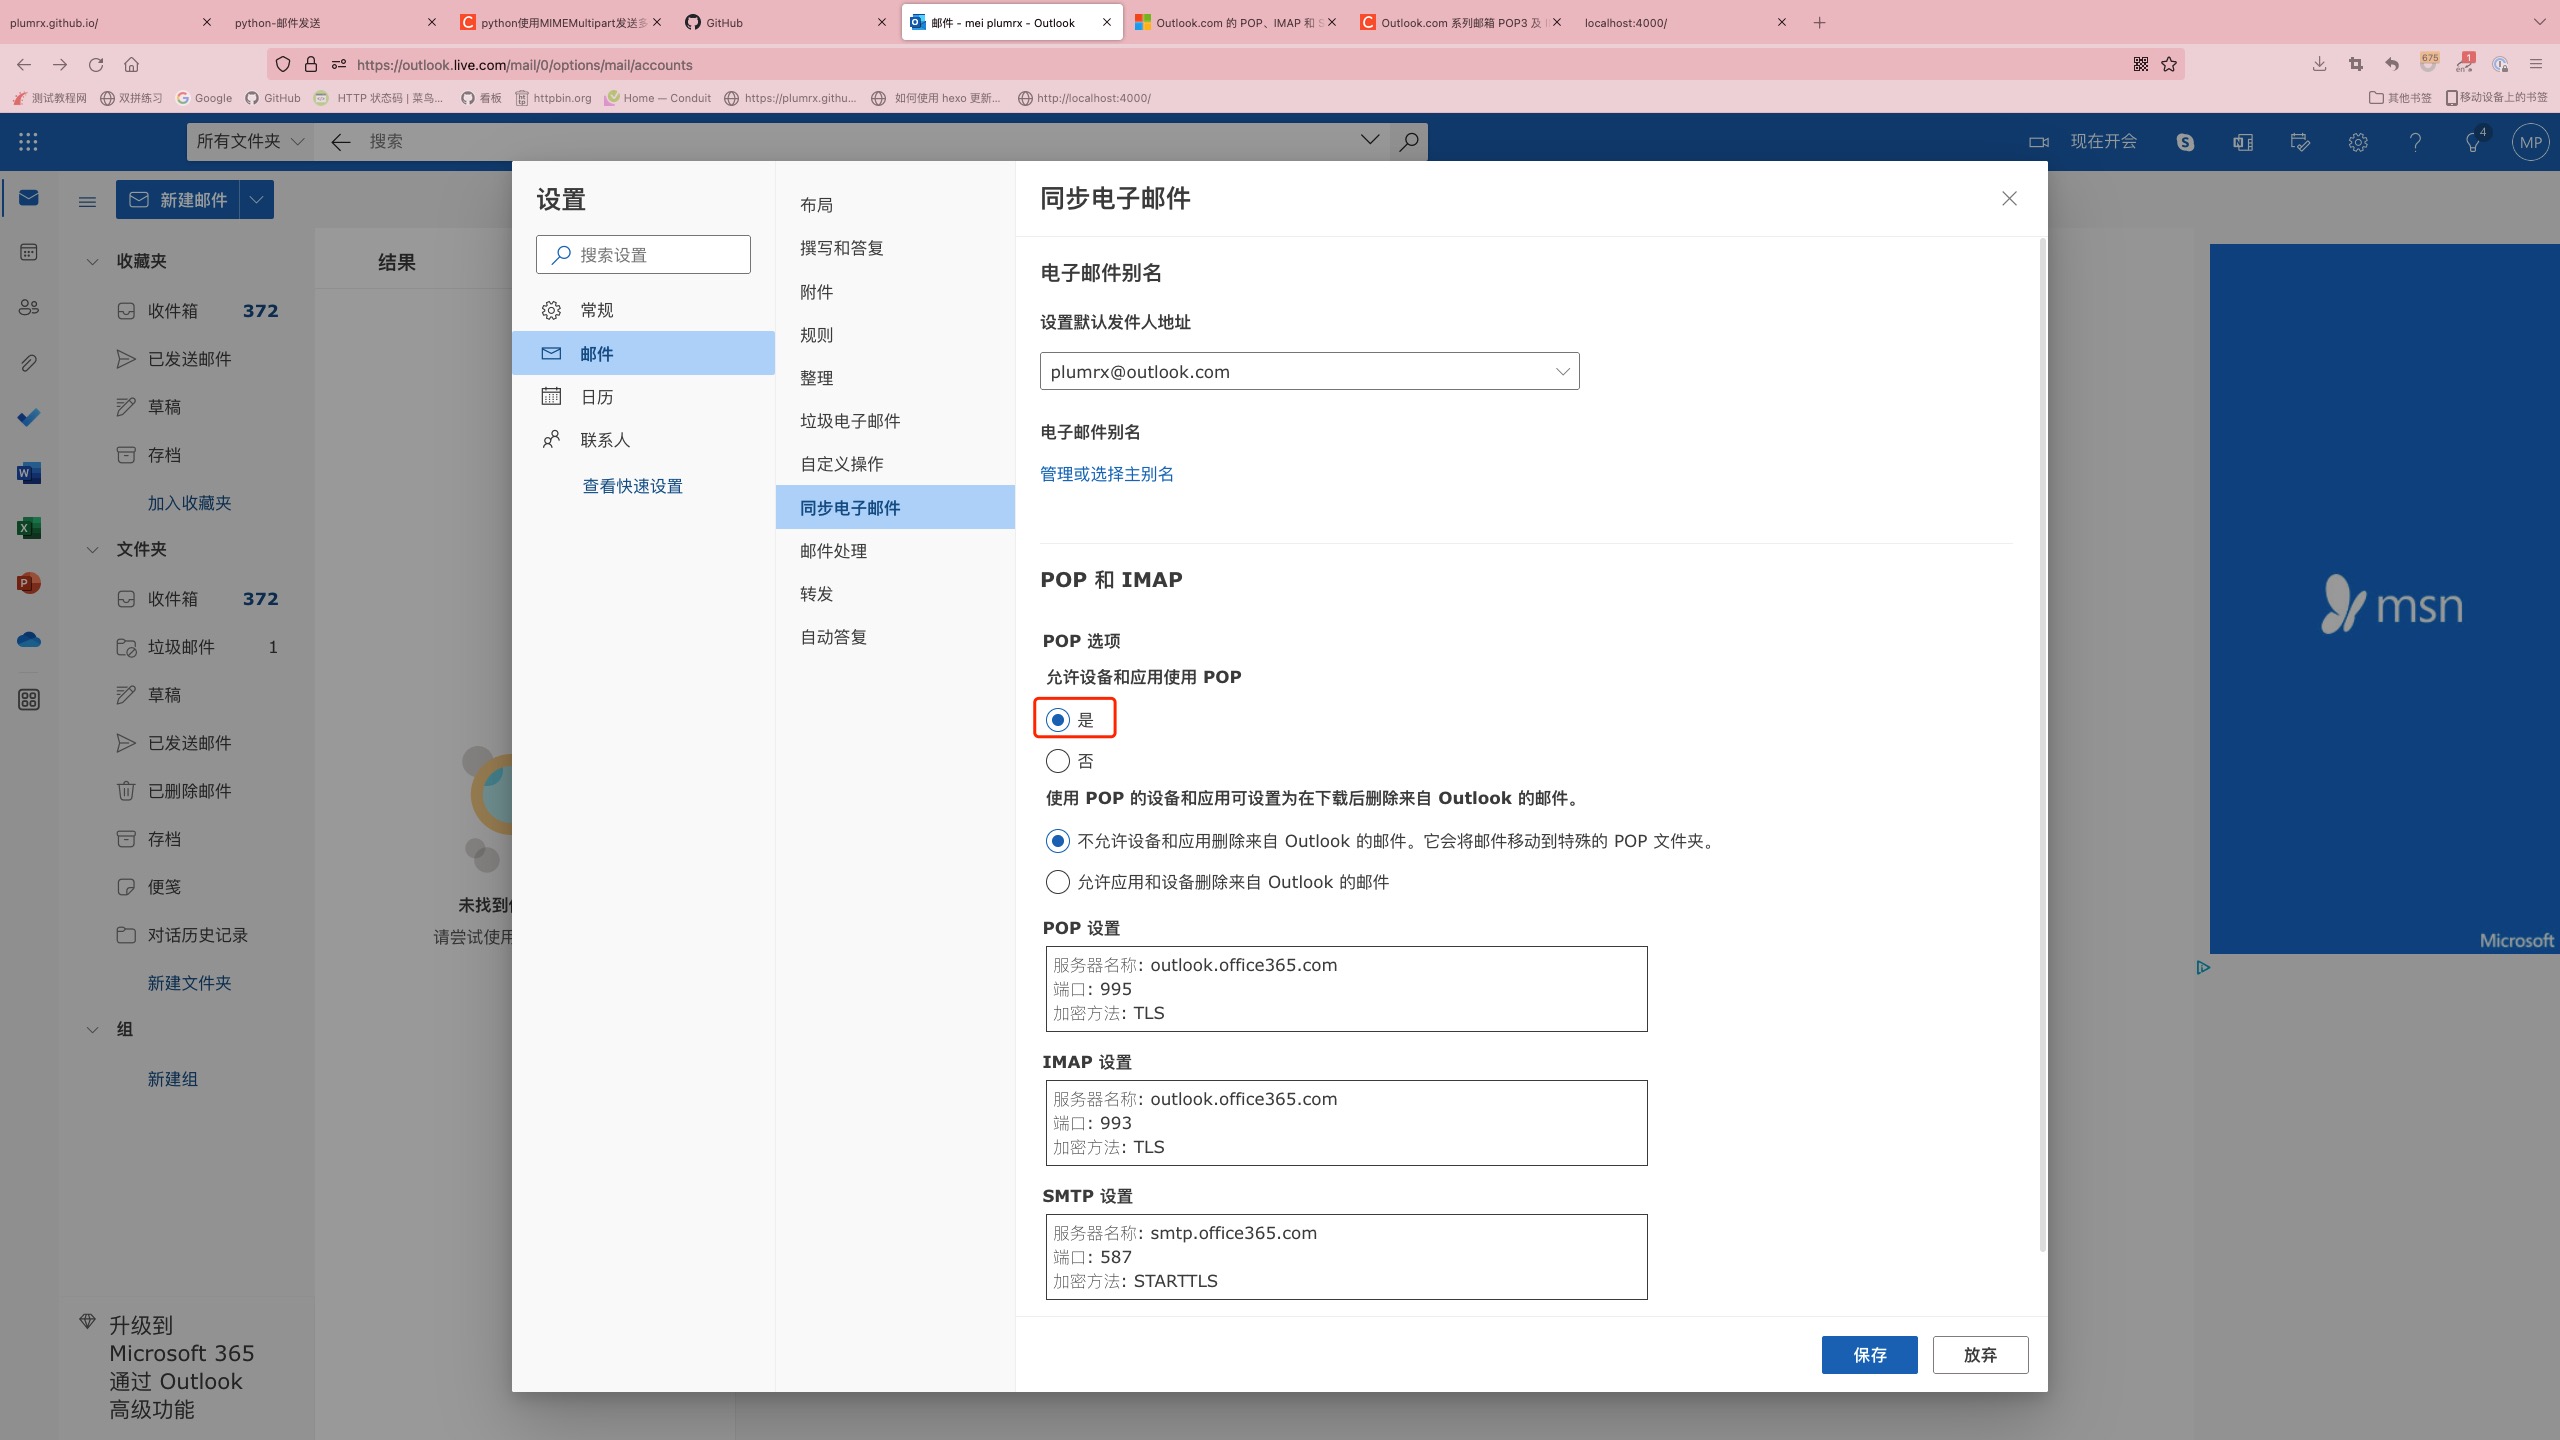 plumrx.github.io/
python-邮件发送
python使用MIMEMultipart发送多
GitHub
邮件 - mei plumrx - Outlook
Outlook.com 的 POP、IMAP 和 S
Outlook.com 系列邮箱 POP3 及 I
localhost:4000/
https://outlook.live.com/mail/0/options/mail/accounts
675
1
en
测试教程网
双拼练习
Google
GitHub
HTTP 状态码 | 菜鸟...
看板
httpbin.org
Home — Conduit
https://plumrx.githu...
如何使用 hexo 更新...
http://localhost:4000/
其他书签
移动设备上的书签
所有文件夹
搜索
现在开会
4
MP
新建邮件
收藏夹
收件箱 372
已发送邮件
草稿
存档
加入收藏夹
文件夹
收件箱 372
垃圾邮件 1
草稿
已发送邮件
已删除邮件
存档
便笺
对话历史记录
新建文件夹
组
新建组
升级到
Microsoft 365
通过 Outlook
高级功能
结果
未找到
请尝试使用
设置
搜索设置
常规
邮件
日历
联系人
查看快速设置
布局
撰写和答复
附件
规则
整理
垃圾电子邮件
自定义操作
同步电子邮件
邮件处理
转发
自动答复
同步电子邮件
电子邮件别名
设置默认发件人地址
plumrx@outlook.com
电子邮件别名
管理或选择主别名
POP 和 IMAP
POP 选项
允许设备和应用使用 POP
是
否
使用 POP 的设备和应用可设置为在下载后删除来自 Outlook 的邮件。
不允许设备和应用删除来自 Outlook 的邮件。它会将邮件移动到特殊的 POP 文件夹。
允许应用和设备删除来自 Outlook 的邮件
POP 设置
服务器名称: outlook.office365.com
端口: 995
加密方法: TLS
IMAP 设置
服务器名称: outlook.office365.com
端口: 993
加密方法: TLS
SMTP 设置
服务器名称: smtp.office365.com
端口: 587
加密方法: STARTTLS
保存
放弃
msn
Microsoft